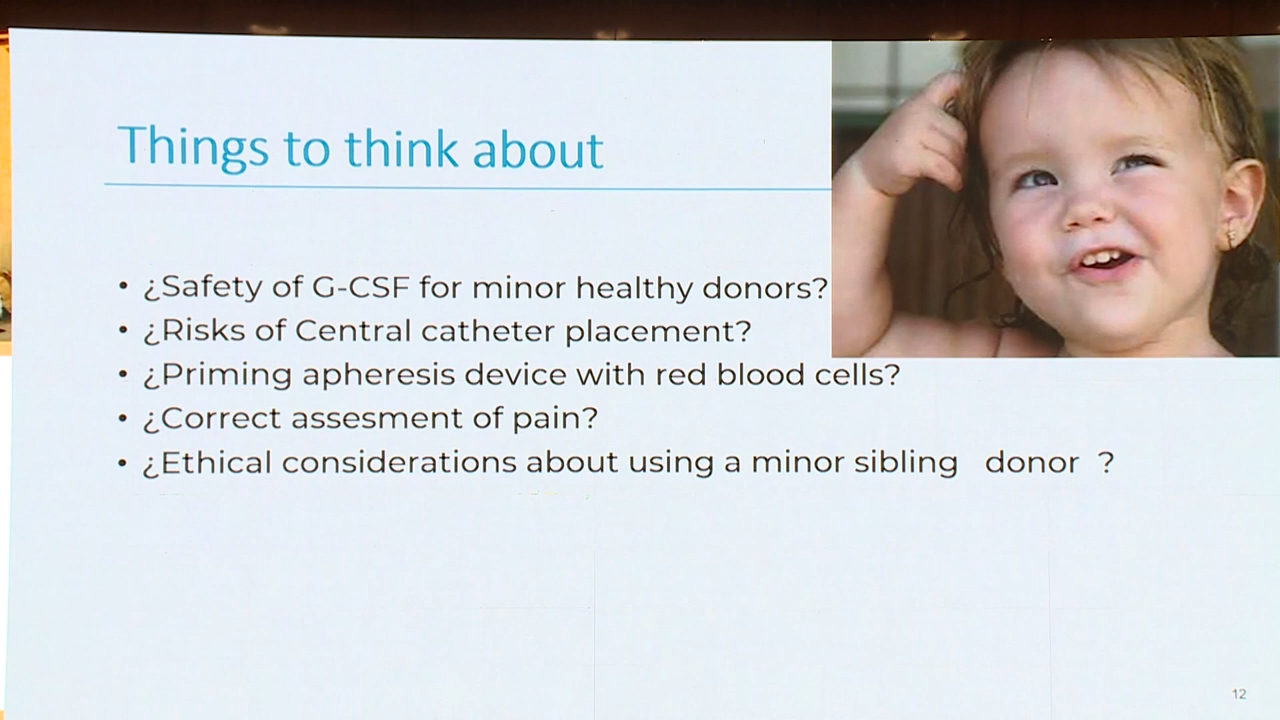 Things to think about
• ¿Safety of G-CSF for minor healthy donors?
• ¿Risks of Central catheter placement?
• ¿Priming apheresis device with red blood cells?
• ¿Correct assesment of pain?
• ¿Ethical considerations about using a minor sibling donor ?
12